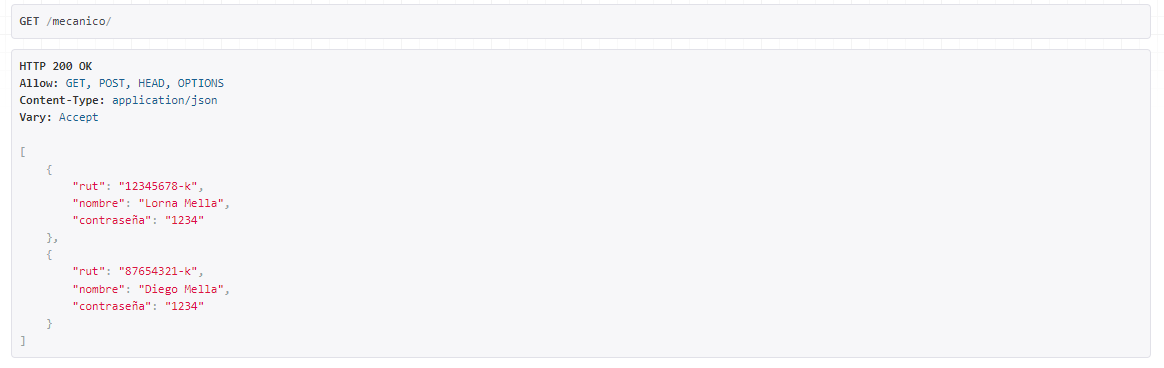 GET /mecanico/
HTTP 200 OK
Allow: GET, POST, HEAD, OPTIONS
Content-Type: application/json
Vary: Accept
[
    {
        "rut": "12345678-k",
        "nombre": "Lorna Mella",
        "contraseña": "1234"
    },
    {
        "rut": "87654321-k",
        "nombre": "Diego Mella",
        "contraseña": "1234"
    }
]